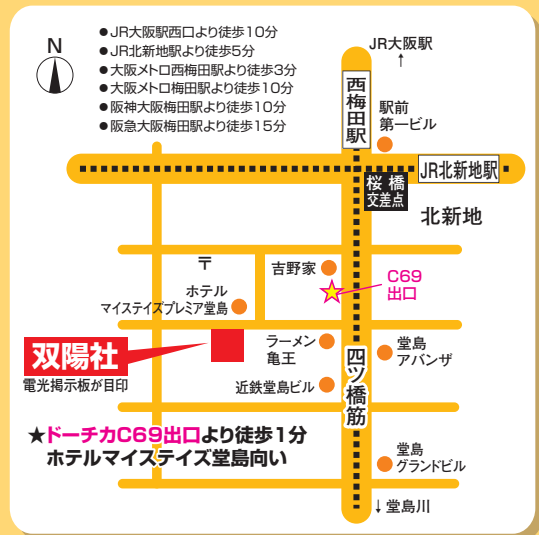 ●JR大阪駅西口より徒歩10分
●JR北新地駅より徒歩5分
●大阪メトロ西梅田駅より徒歩3分
●大阪メトロ梅田駅より徒歩10分
●阪神大阪梅田駅より徒歩10分
●阪急大阪梅田駅より徒歩15分
N
JR大阪駅
↑
西梅田駅
駅前
第一ビル
JR北新地駅
桜橋
交差点
北新地
〒
吉野家
C69
出口
ホテル
マイステイズプレミア堂島
双陽社
電光掲示板が目印
ラーメン
亀王
堂島
アバンザ
近鉄堂島ビル
四ツ橋筋
★ドーチカC69出口より徒歩1分
ホテルマイステイズ堂島向い
堂島
グランドビル
↓堂島川